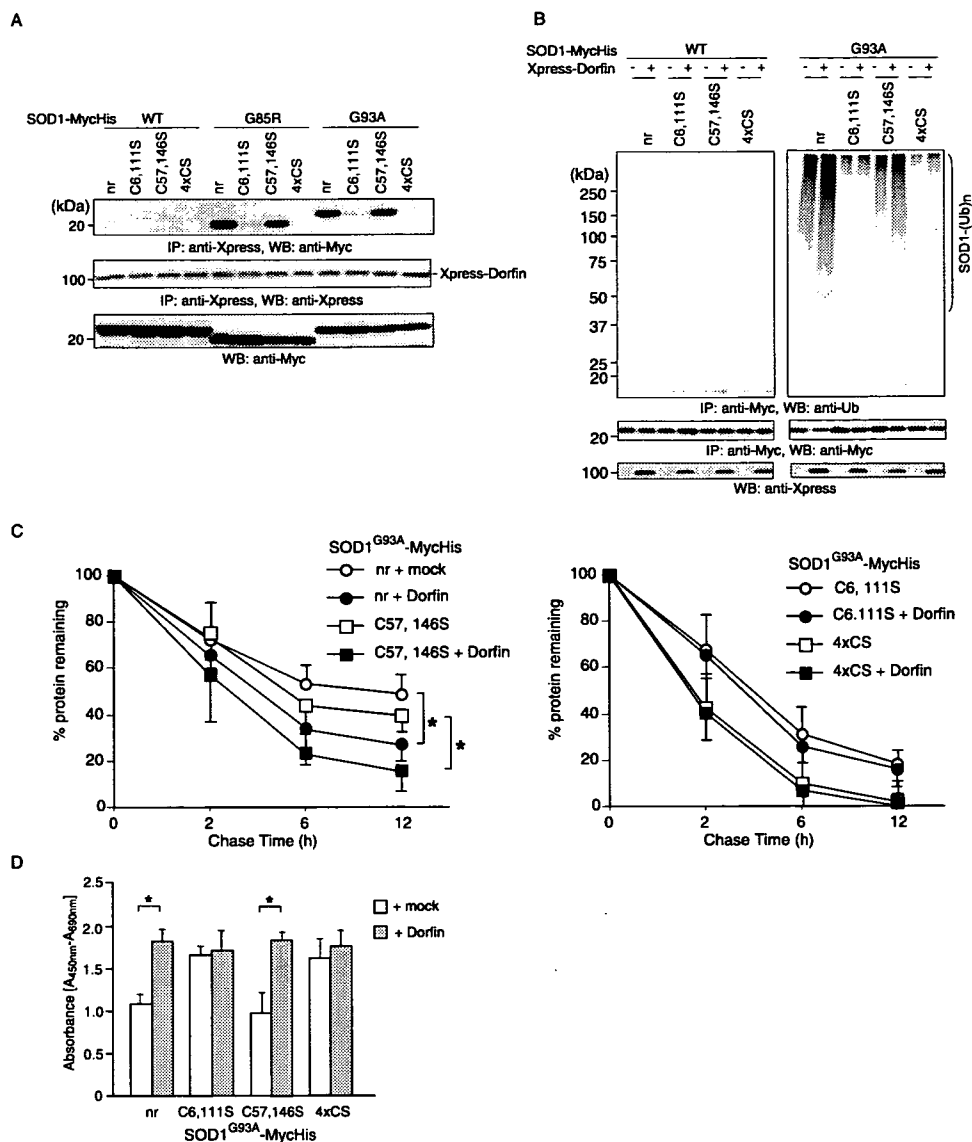 A
SOD1-MycHis WT G85R G93A
nr C6,111S C57,146S 4xCS nr C6,111S C57,146S 4xCS nr C6,111S C57,146S 4xCS
(kDa)
20
IP: anti-Xpress, WB: anti-Myc
100 Xpress-Dorfin
IP: anti-Xpress, WB: anti-Xpress
20
WB: anti-Myc
B
SOD1-MycHis WT G93A
Xpress-Dorfin - + - + - + - + - + - + - + - +
nr C6,111S C57,146S 4xCS nr C6,111S C57,146S 4xCS
(kDa)
250
150
100
75
50
37
25
20
SOD1-(Ub)n
IP: anti-Myc, WB: anti-Ub
20
IP: anti-Myc, WB: anti-Myc
100
WB: anti-Xpress
C
SOD1G93A-MycHis
nr + mock
nr + Dorfin
C57, 146S
C57, 146S + Dorfin
% protein remaining
100
80
60
40
20
0
*
*
0 2 6 12
Chase Time (h)
SOD1G93A-MycHis
C6, 111S
C6.111S + Dorfin
4xCS
4xCS + Dorfin
% protein remaining
100
80
60
40
20
0
0 2 6 12
Chase Time (h)
D
Absorbance [A450nm-A690nm]
2.5
2.0
1.5
1.0
0.5
0
* *
+ mock
+ Dorfin
nr C6,111S C57,146S 4xCS
SOD1G93A-MycHis